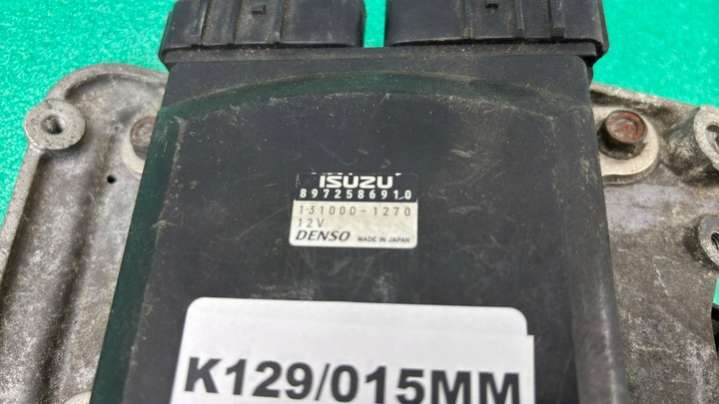 ISUZU
8972586910
131000-1270
12V
DENSO MADE IN JAPAN
K129/015MM